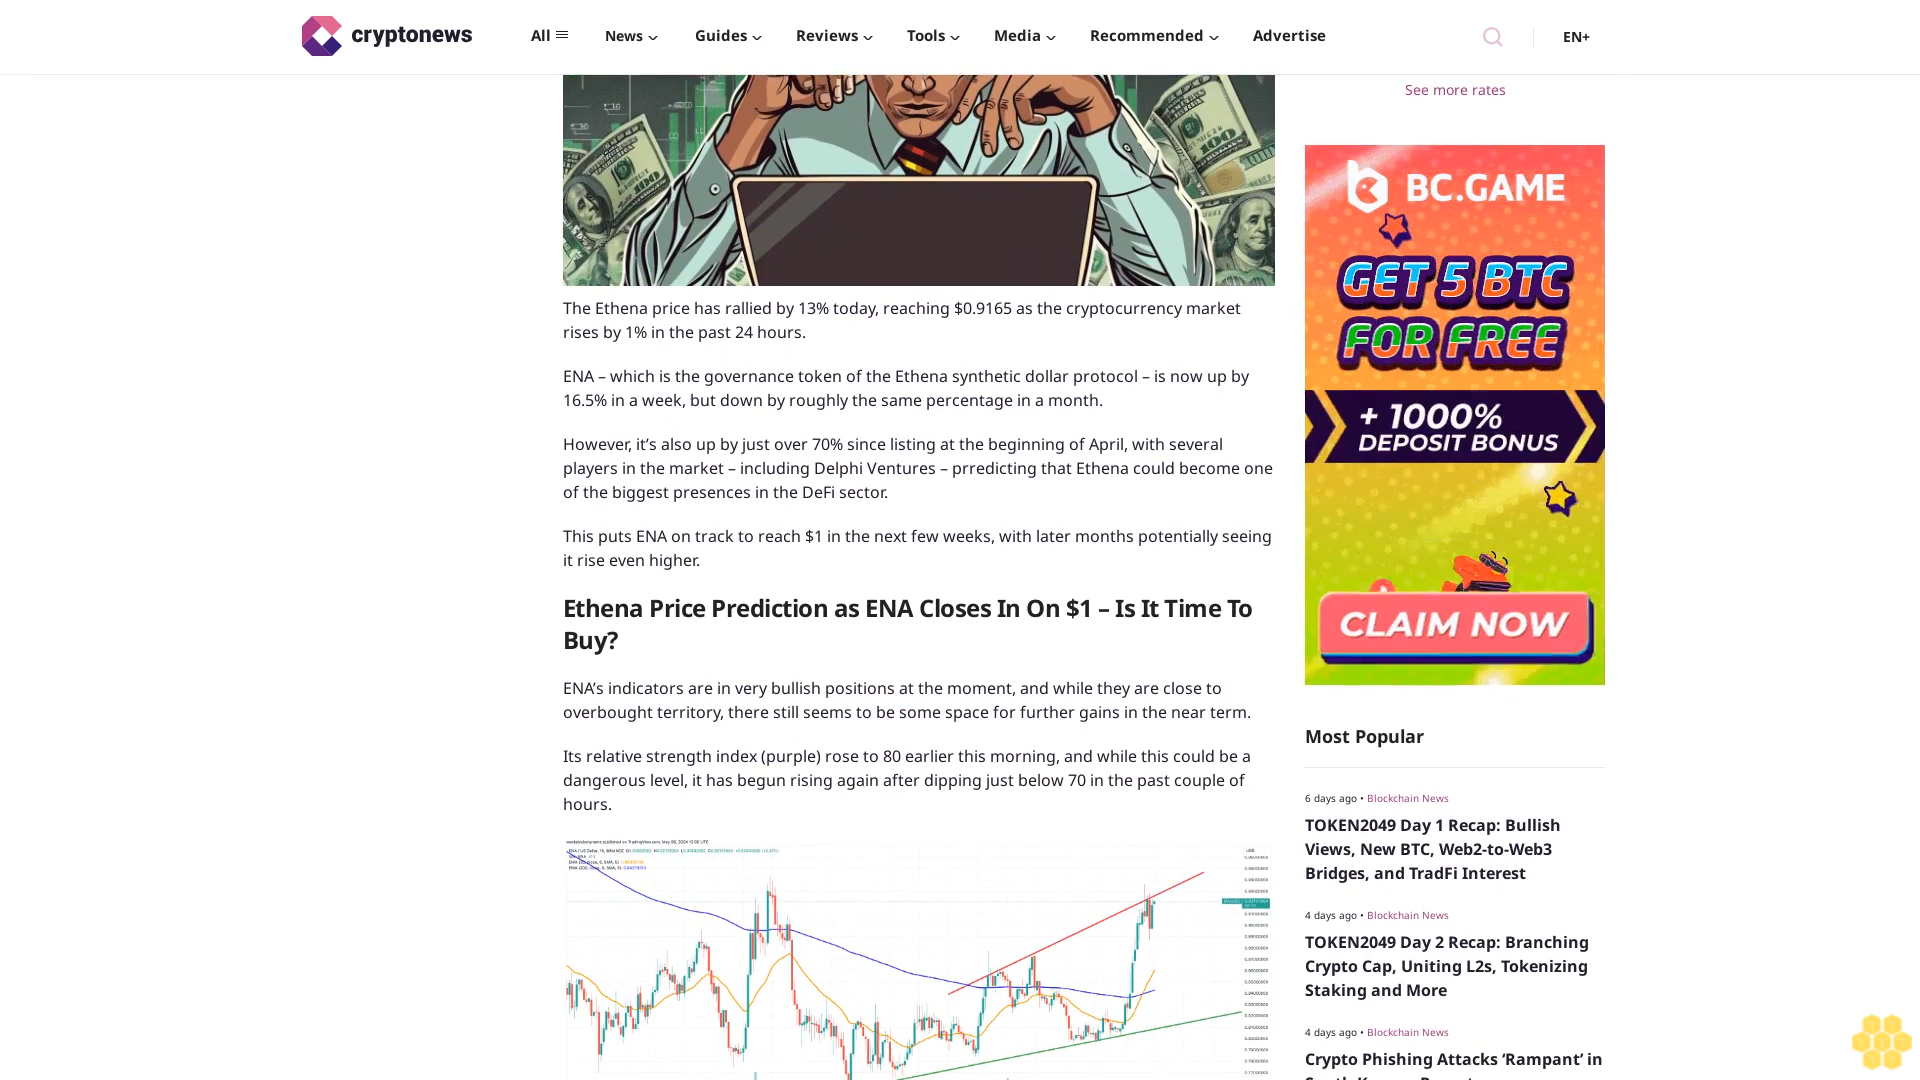 cryptonews
All
News
Guides
Reviews
Tools
Media
Recommended
Advertise
EN+
See more rates
100
100
The Ethena price has rallied by 13% today, reaching $0.9165 as the cryptocurrency market
rises by 1% in the past 24 hours.
ENA – which is the governance token of the Ethena synthetic dollar protocol – is now up by
16.5% in a week, but down by roughly the same percentage in a month.
However, it’s also up by just over 70% since listing at the beginning of April, with several
players in the market – including Delphi Ventures – prredicting that Ethena could become one
of the biggest presences in the DeFi sector.
This puts ENA on track to reach $1 in the next few weeks, with later months potentially seeing
it rise even higher.
Ethena Price Prediction as ENA Closes In On $1 – Is It Time To
Buy?
ENA’s indicators are in very bullish positions at the moment, and while they are close to
overbought territory, there still seems to be some space for further gains in the near term.
Its relative strength index (purple) rose to 80 earlier this morning, and while this could be a
dangerous level, it has begun rising again after dipping just below 70 in the past couple of
hours.
USD
BC.GAME
GET 5 BTC
FOR FREE
+ 1000%
DEPOSIT BONUS
CLAIM NOW
Most Popular
6 days ago • Blockchain News
TOKEN2049 Day 1 Recap: Bullish
Views, New BTC, Web2-to-Web3
Bridges, and TradFi Interest
4 days ago • Blockchain News
TOKEN2049 Day 2 Recap: Branching
Crypto Cap, Uniting L2s, Tokenizing
Staking and More
4 days ago • Blockchain News
Crypto Phishing Attacks ‘Rampant’ in